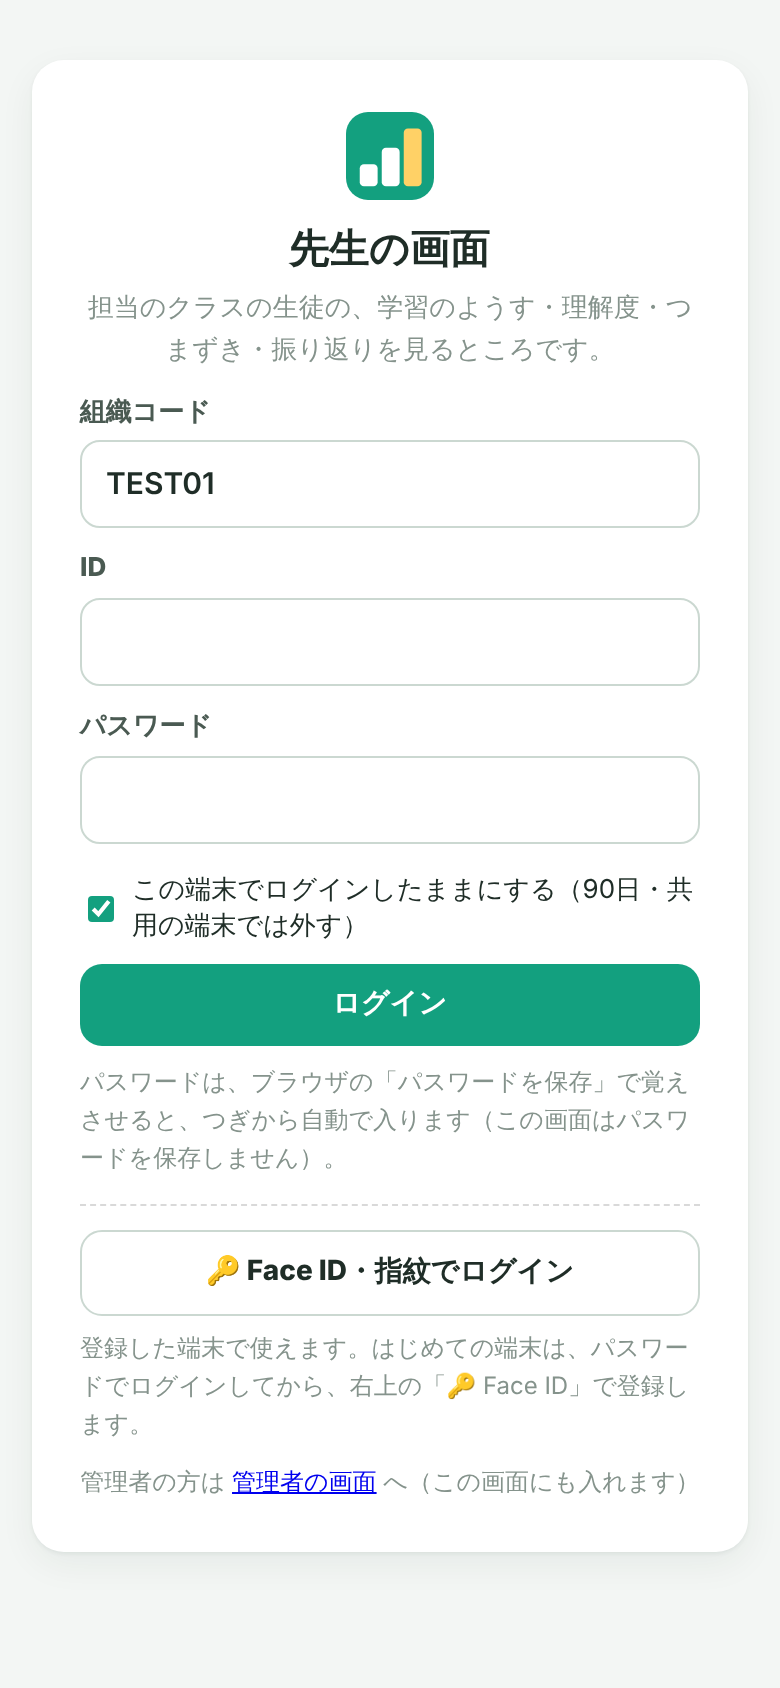 先生の画面
担当のクラスの生徒の、学習のようす・理解度・つ
まずき・振り返りを見るところです。
組織コード
TEST01
ID
パスワード
この端末でログインしたままにする（90日・共
用の端末では外す）
ログイン
パスワードは、ブラウザの「パスワードを保存」で覚え
させると、つぎから自動で入ります（この画面はパスワ
ードを保存しません）。
🔑 Face ID・指紋でログイン
登録した端末で使えます。はじめての端末は、パスワー
ドでログインしてから、右上の「🔑 Face ID」で登録し
ます。
管理者の方は 管理者の画面 へ（この画面にも入れます）